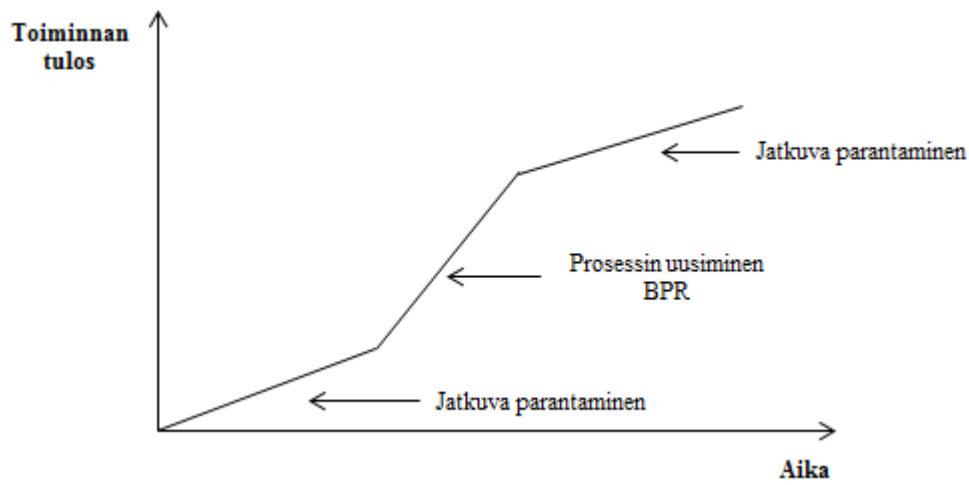 Toiminnan
tulos
Jatkuva parantaminen
Prosessin uusiminen
BPR
Jatkuva parantaminen
Aika